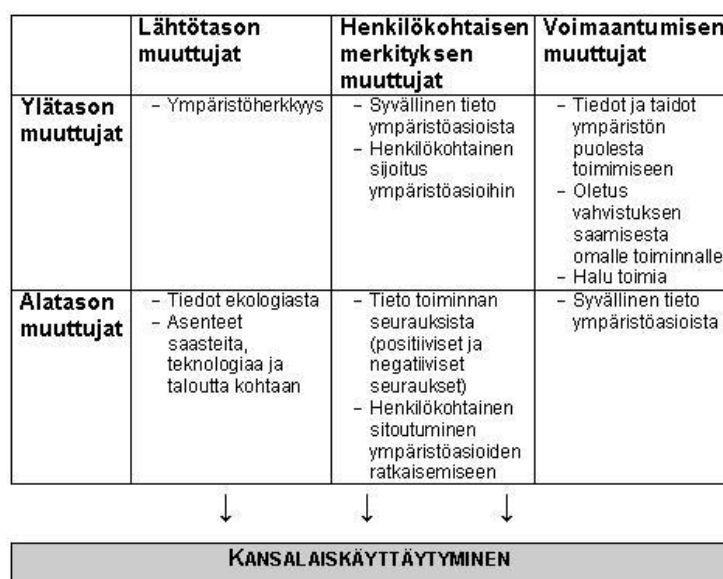 Lähtötason
muuttujat
Henkilökohtaisen
merkityksen
muuttujat
Voimaantumisen
muuttujat
Ylätason
muuttujat
– Ympäristöherkkyys
– Syvällinen tieto
ympäristöasioista
– Henkilökohtainen
sijoitus
ympäristöasioihin
– Tiedot ja taidot
ympäristön
puolesta
toimimiseen
– Oletus
vahvistuksen
saamisesta
omalle toiminnalle
– Halu toimia
Alatason
muuttujat
– Tiedot ekologiasta
– Asenteet
saasteita,
teknologiaa ja
taloutta kohtaan
– Tieto toiminnan
seurauksista
(positiiviset ja
negatiiviset
seuraukset)
– Henkilökohtainen
sitoutuminen
ympäristöasioiden
ratkaisemiseen
– Syvällinen tieto
ympäristöasioista
↓ ↓ ↓
KANSALAISKÄYTTÄYTYMINEN